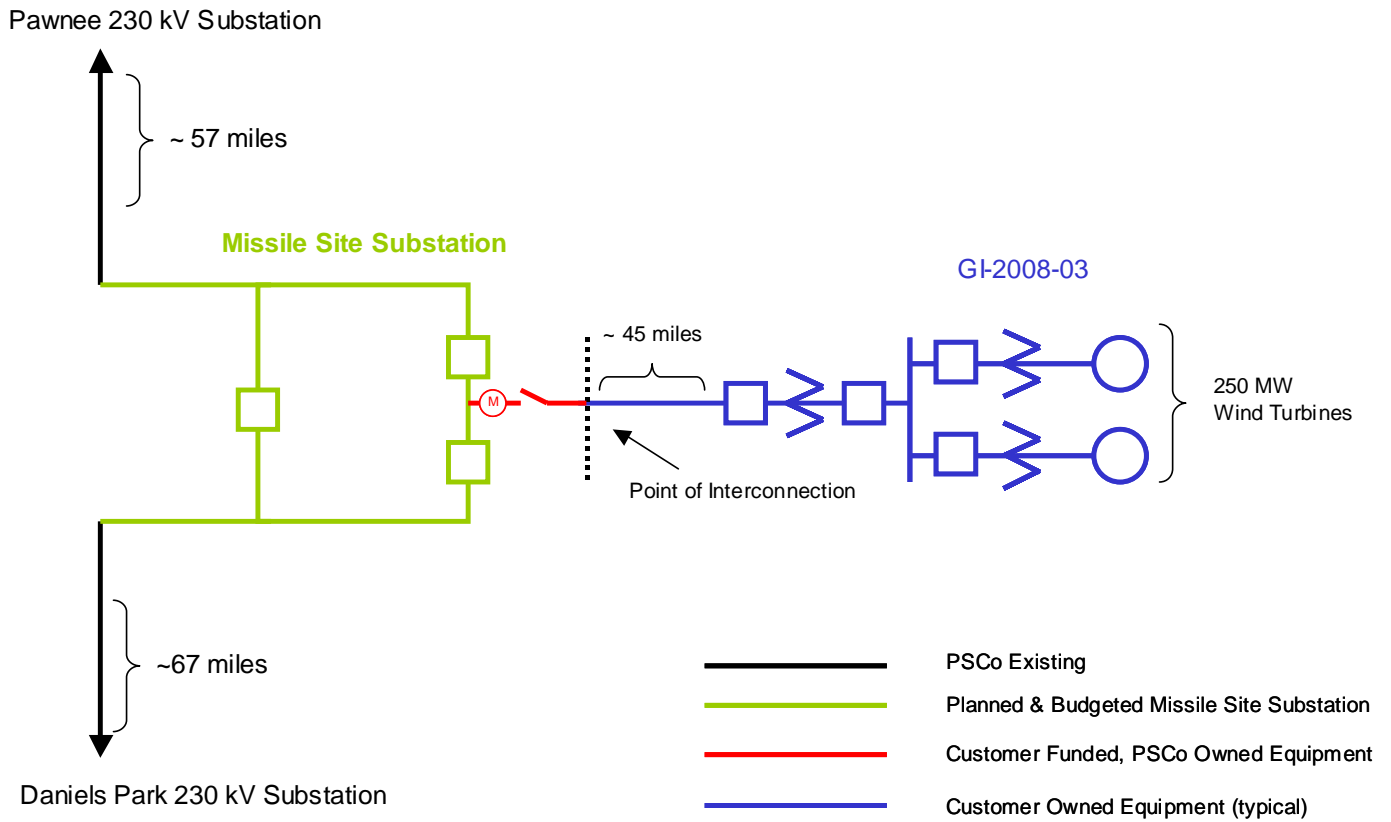 Pawnee 230 kV Substation
~ 57 miles
Missile Site Substation
GI-2008-03
~ 45 miles
M
250 MW
Wind Turbines
Point of Interconnection
~67 miles
PSCo Existing
Planned & Budgeted Missile Site Substation
Customer Funded, PSCo Owned Equipment
Daniels Park 230 kV Substation
Customer Owned Equipment (typical)